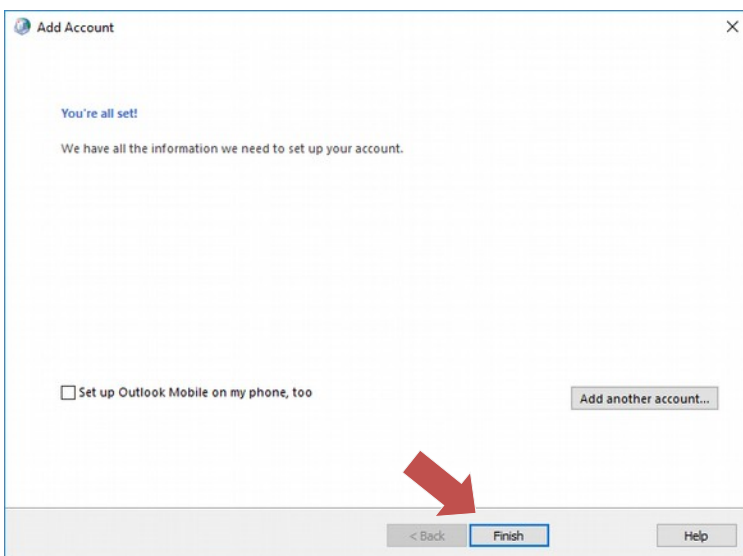 Add Account
You're all set!
We have all the information we need to set up your account.
Set up Outlook Mobile on my phone, too
Add another account...
< Back
Finish
Help